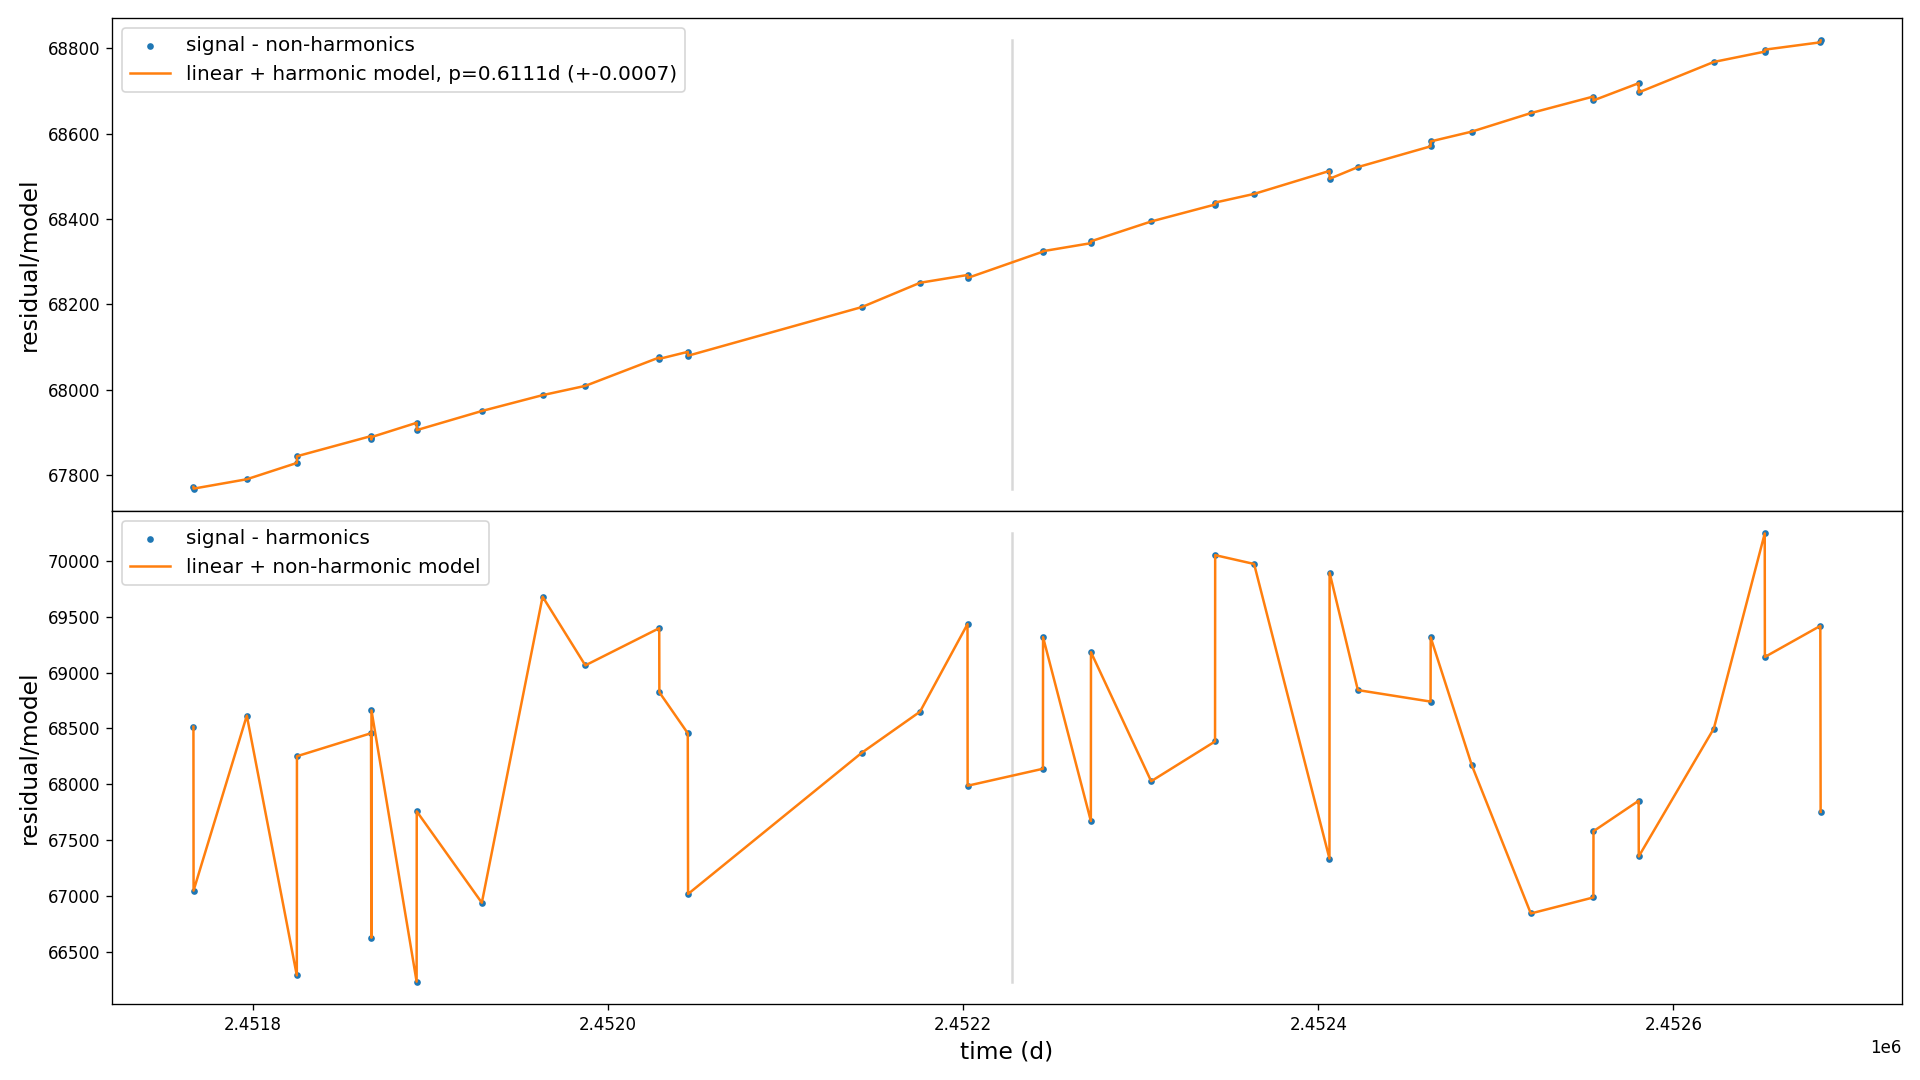 signal - non-harmonics
linear + harmonic model, p=0.6111d (+-0.0007)
68800
68600
68400
68200
68000
67800
residual/model
signal - harmonics
linear + non-harmonic model
70000
69500
69000
68500
68000
67500
67000
66500
residual/model
2.4518
2.4520
2.4522
2.4524
2.4526
time (d)
1e6